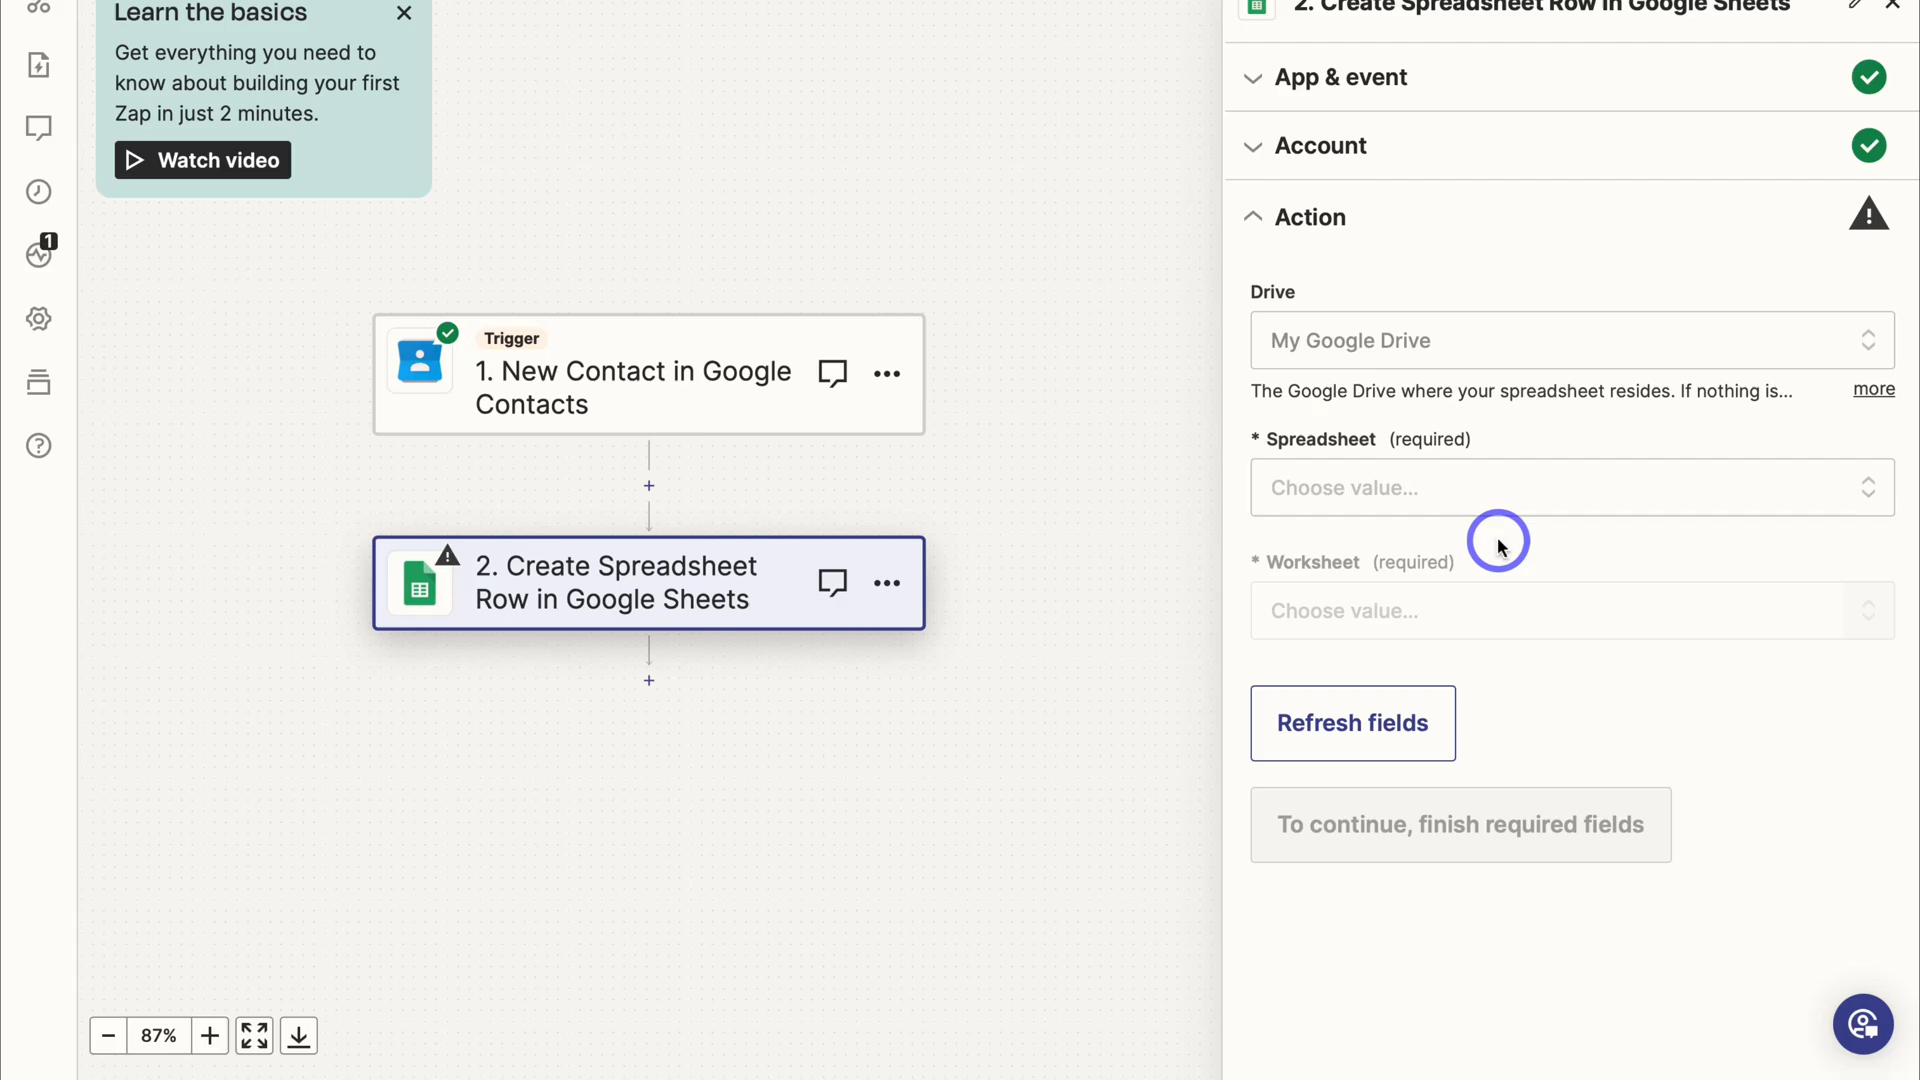 Learn the basics
Get everything you need to
know about building your first
Zap in just 2 minutes.
Watch video
1
Trigger
1. New Contact in Google
Contacts
2. Create Spreadsheet
Row in Google Sheets
87%
2. Create Spreadsheet Row in Google Sheets
App & event
Account
Action
Drive
My Google Drive
The Google Drive where your spreadsheet resides. If nothing is...
more
* Spreadsheet (required)
Choose value...
* Worksheet (required)
Choose value...
Refresh fields
To continue, finish required fields